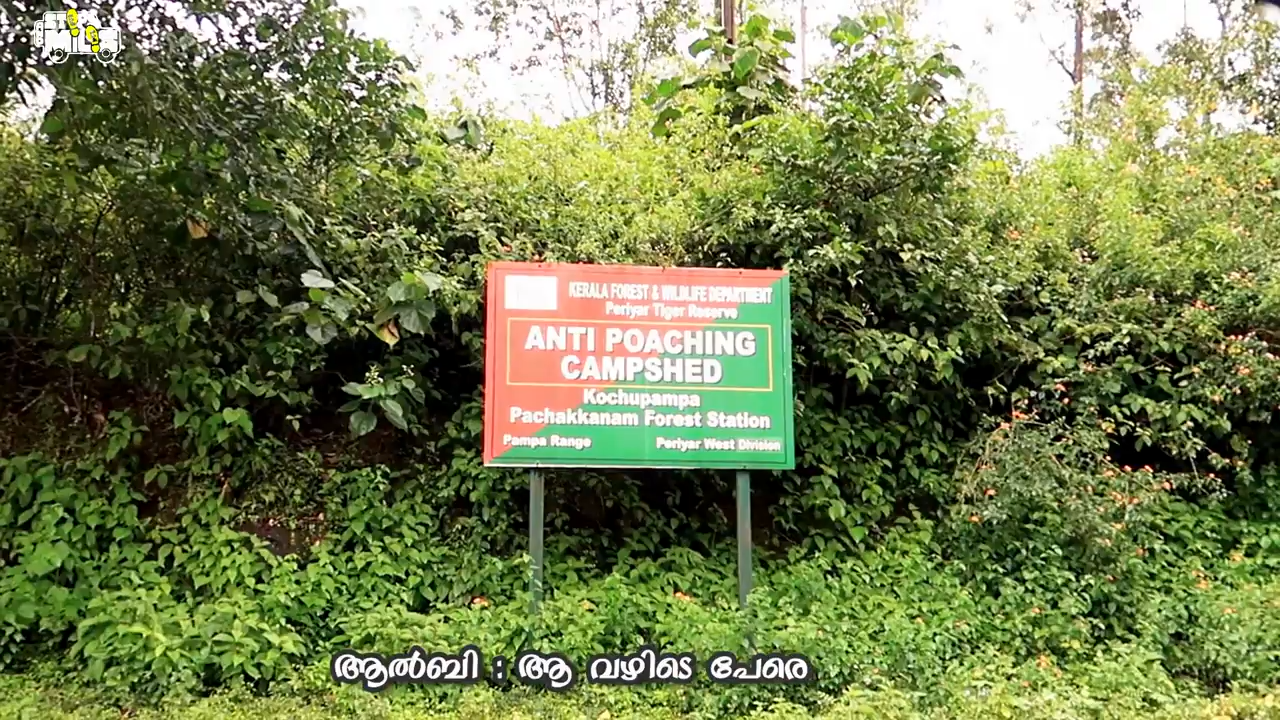 KERALA FOREST & WILDLIFE DEPARTMENT
Periyar Tiger Reserve
ANTI POACHING
CAMPSHED
Kochupampa
Pachakkanam Forest Station
Pampa Range Periyar West Division
ആൽബി : ആ വഴിടെ പേരെ